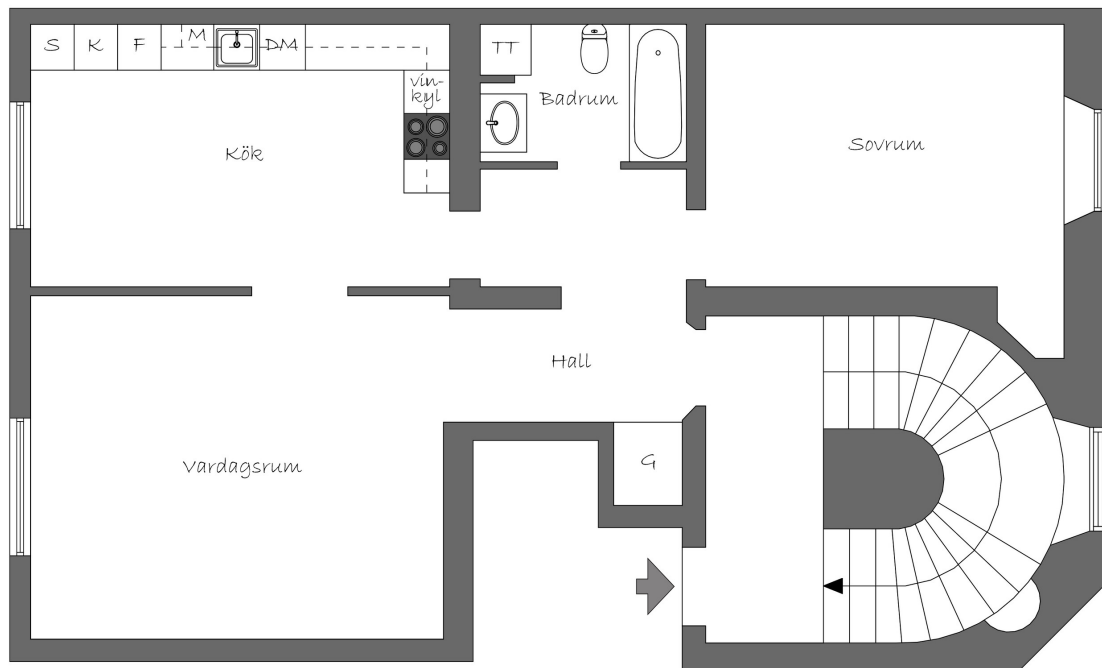 S K F M DM TT
vin-
kyl
Badrum
Kök
Sovrum
Hall
Vardagsrum
G